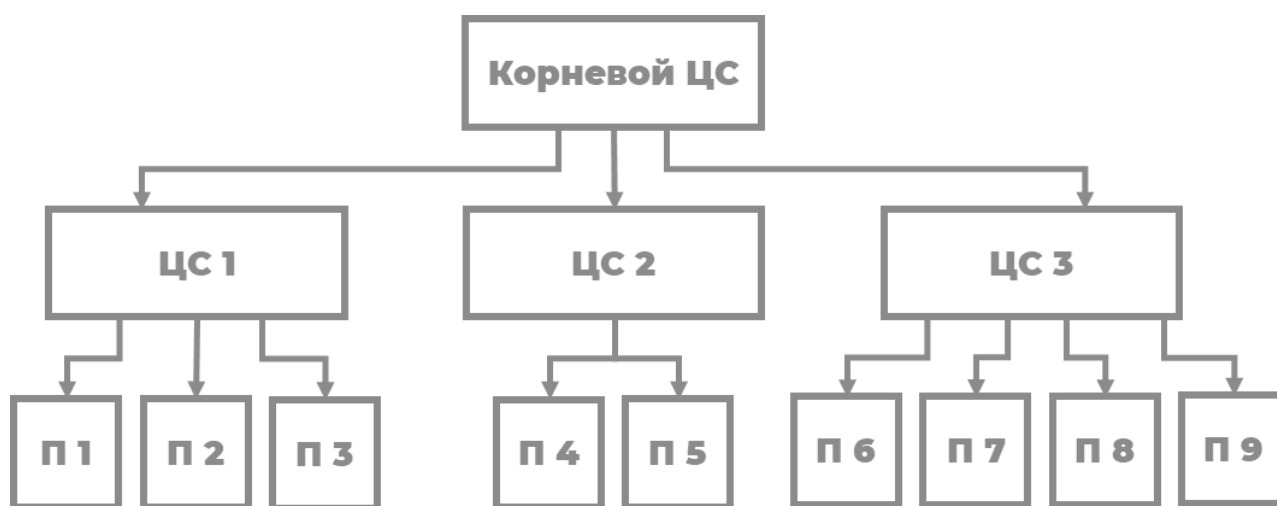 Корневой ЦС
ЦС 1
ЦС 2
ЦС 3
П 1
П 2
П 3
П 4
П 5
П 6
П 7
П 8
П 9